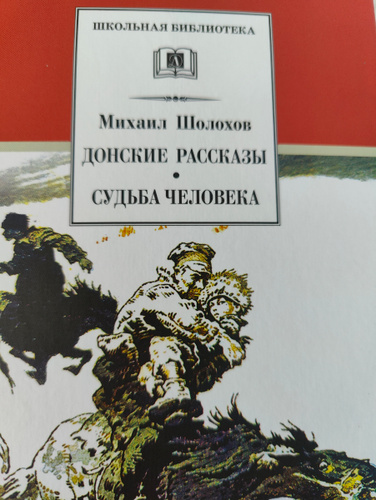 ШКОЛЬНАЯ БИБЛИОТЕКА
Михаил Шолохов
ДОНСКИЕ РАССКАЗЫ
•
СУДЬБА ЧЕЛОВЕКА